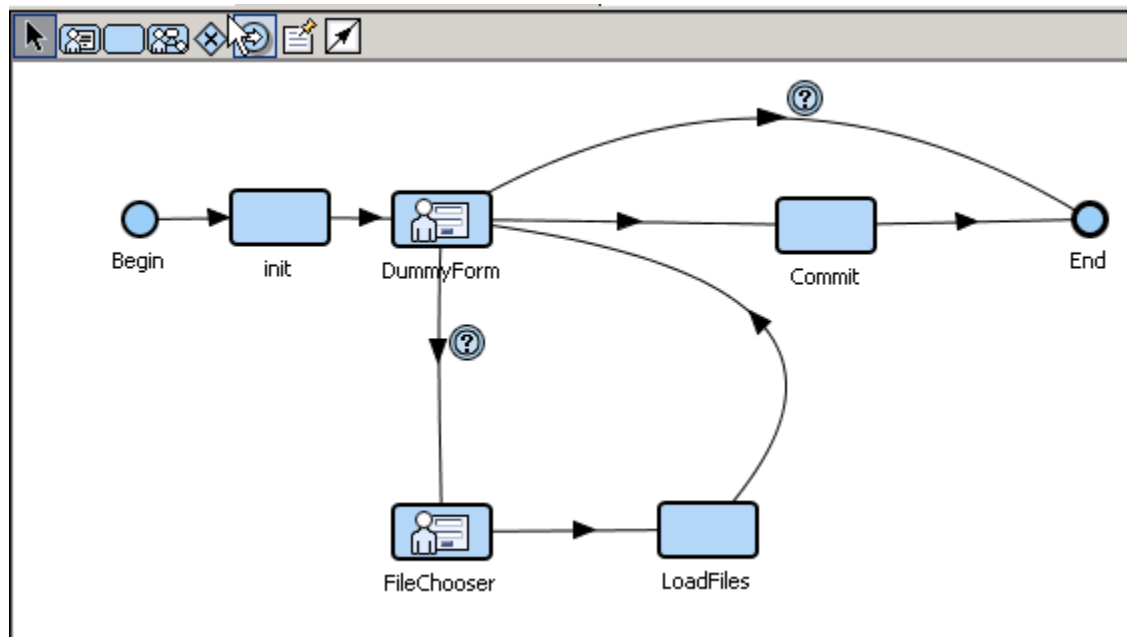 ?
Begin
init
DummyForm
Commit
End
?
FileChooser
LoadFiles